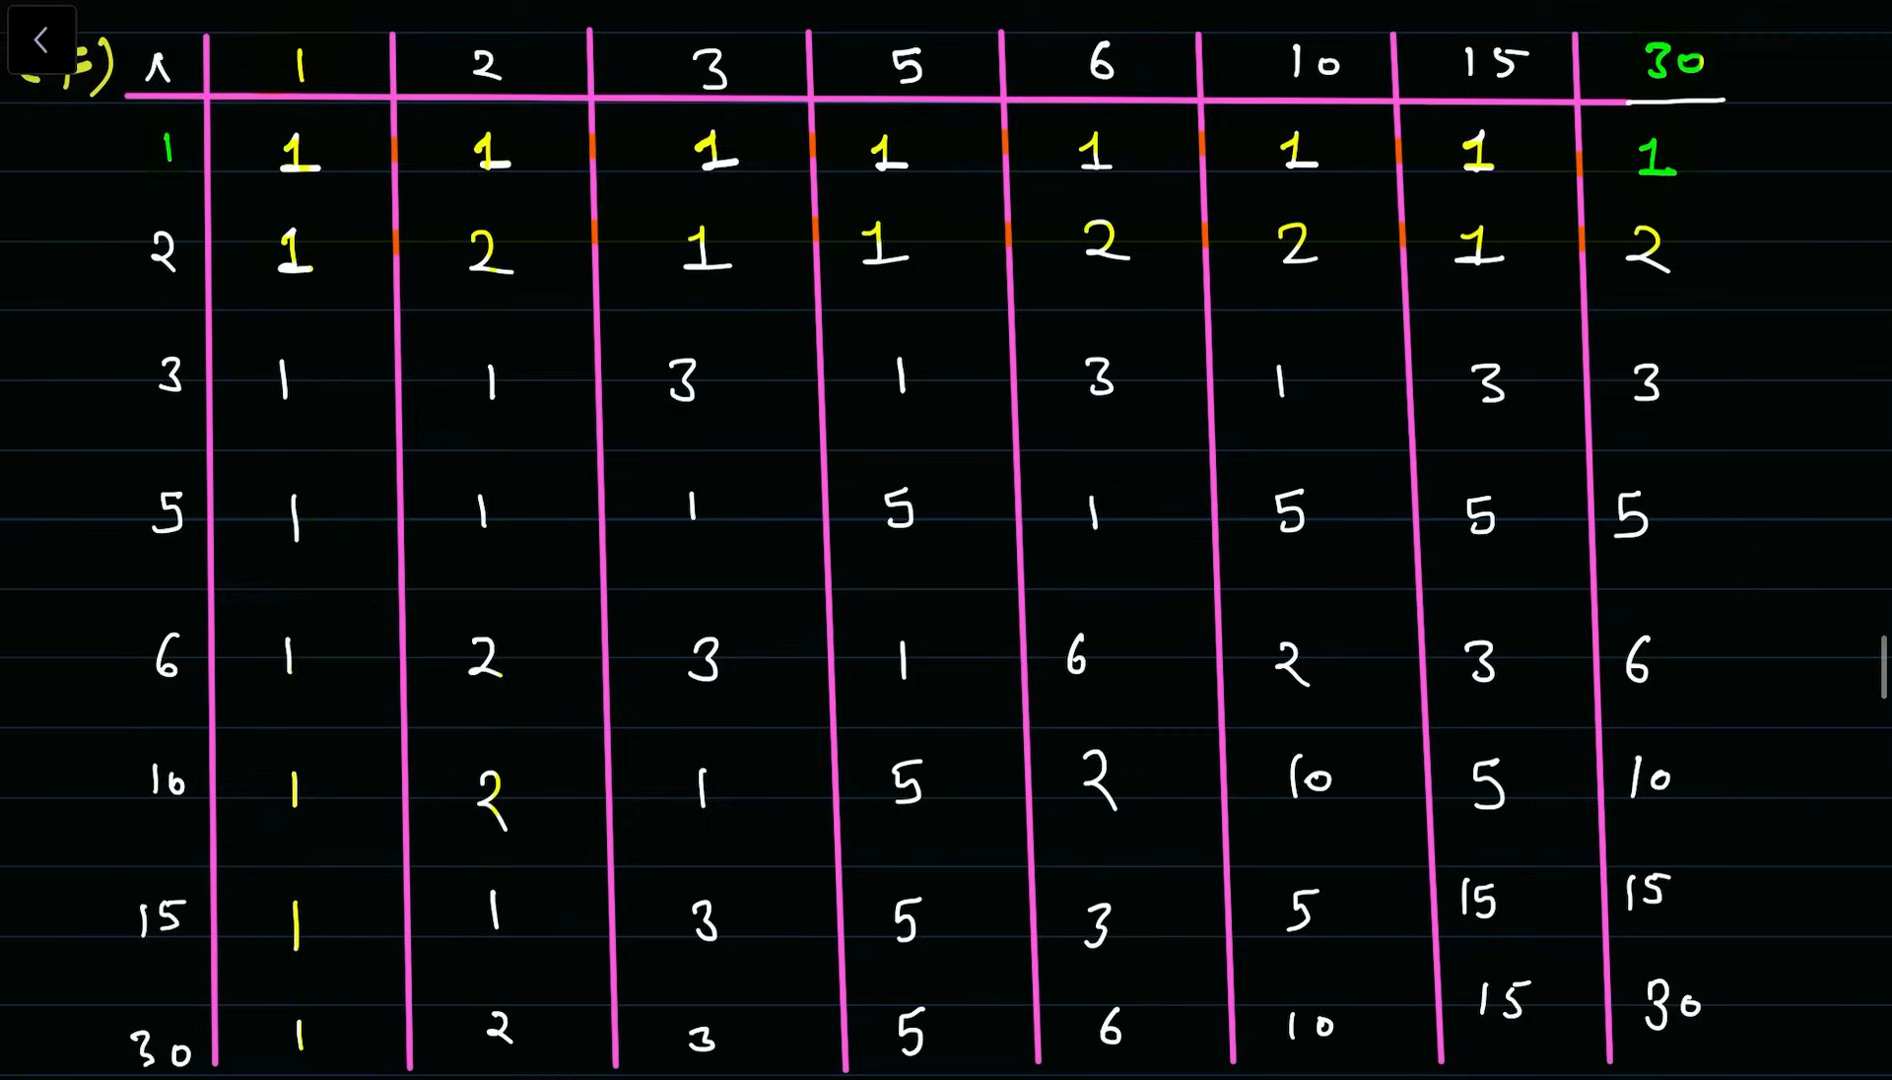 ∧ 1 2 3 5 6 10 15 30
1 1 1 1 1 1 1 1 1
2 1 2 1 1 2 2 1 2
3 1 1 3 1 3 1 3 3
5 1 1 1 5 1 5 5 5
6 1 2 3 1 6 2 3 6
10 1 2 1 5 2 10 5 10
15 1 1 3 5 3 5 15 15
30 1 2 3 5 6 10 15 30